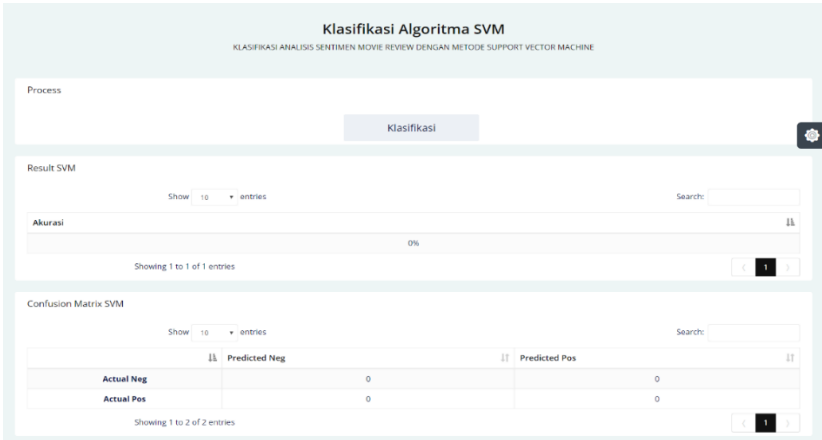 Klasifikasi Algoritma SVM
KLASIFIKASI ANALISIS SENTIMEN MOVIE REVIEW DENGAN METODE SUPPORT VECTOR MACHINE
Process
Klasifikasi
Result SVM
Show 10 entries Search:
Akurasi
0%
Showing 1 to 1 of 1 entries 1
Confusion Matrix SVM
Show 10 entries Search:
Predicted Neg Predicted Pos
Actual Neg 0 0
Actual Pos 0 0
Showing 1 to 2 of 2 entries 1